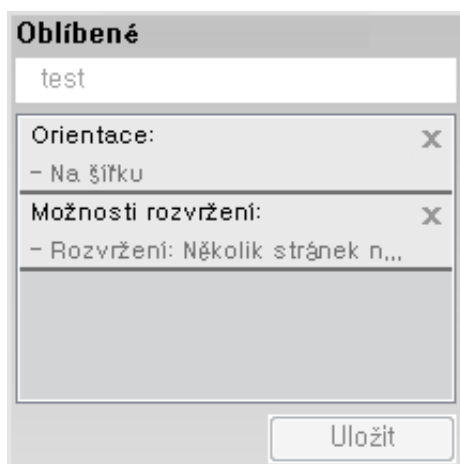 Oblíbené
test
Orientace:
x
- Na šířku
Možnosti rozvržení:
x
- Rozvržení: Několik stránek n...
Uložit